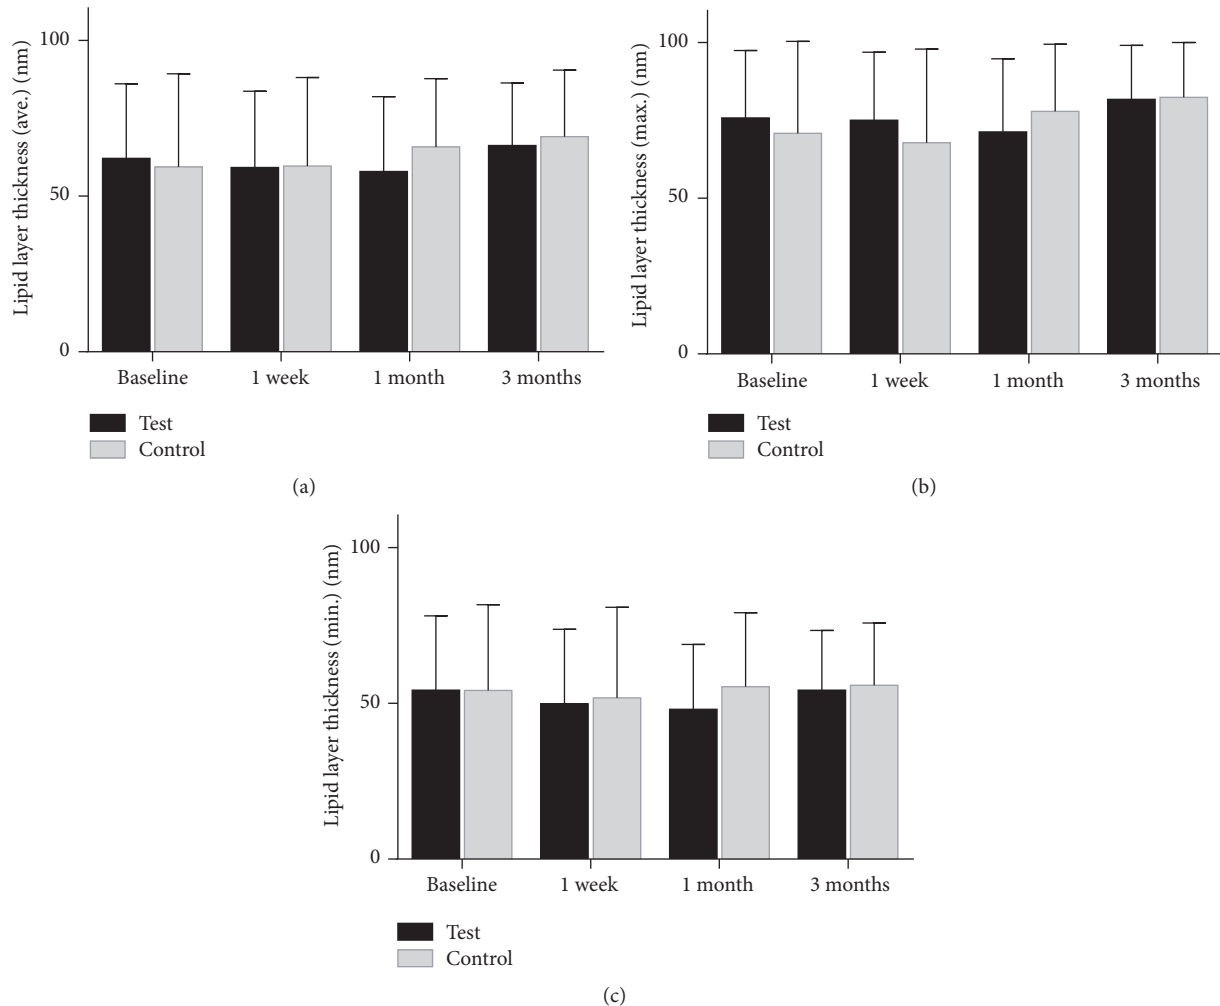 Lipid layer thickness (ave.) (nm)
100
50
0
Baseline
1 week
1 month
3 months
Test
Control
(a)
Lipid layer thickness (max.) (nm)
100
50
0
Baseline
1 week
1 month
3 months
Test
Control
(b)
Lipid layer thickness (min.) (nm)
100
50
0
Baseline
1 week
1 month
3 months
Test
Control
(c)